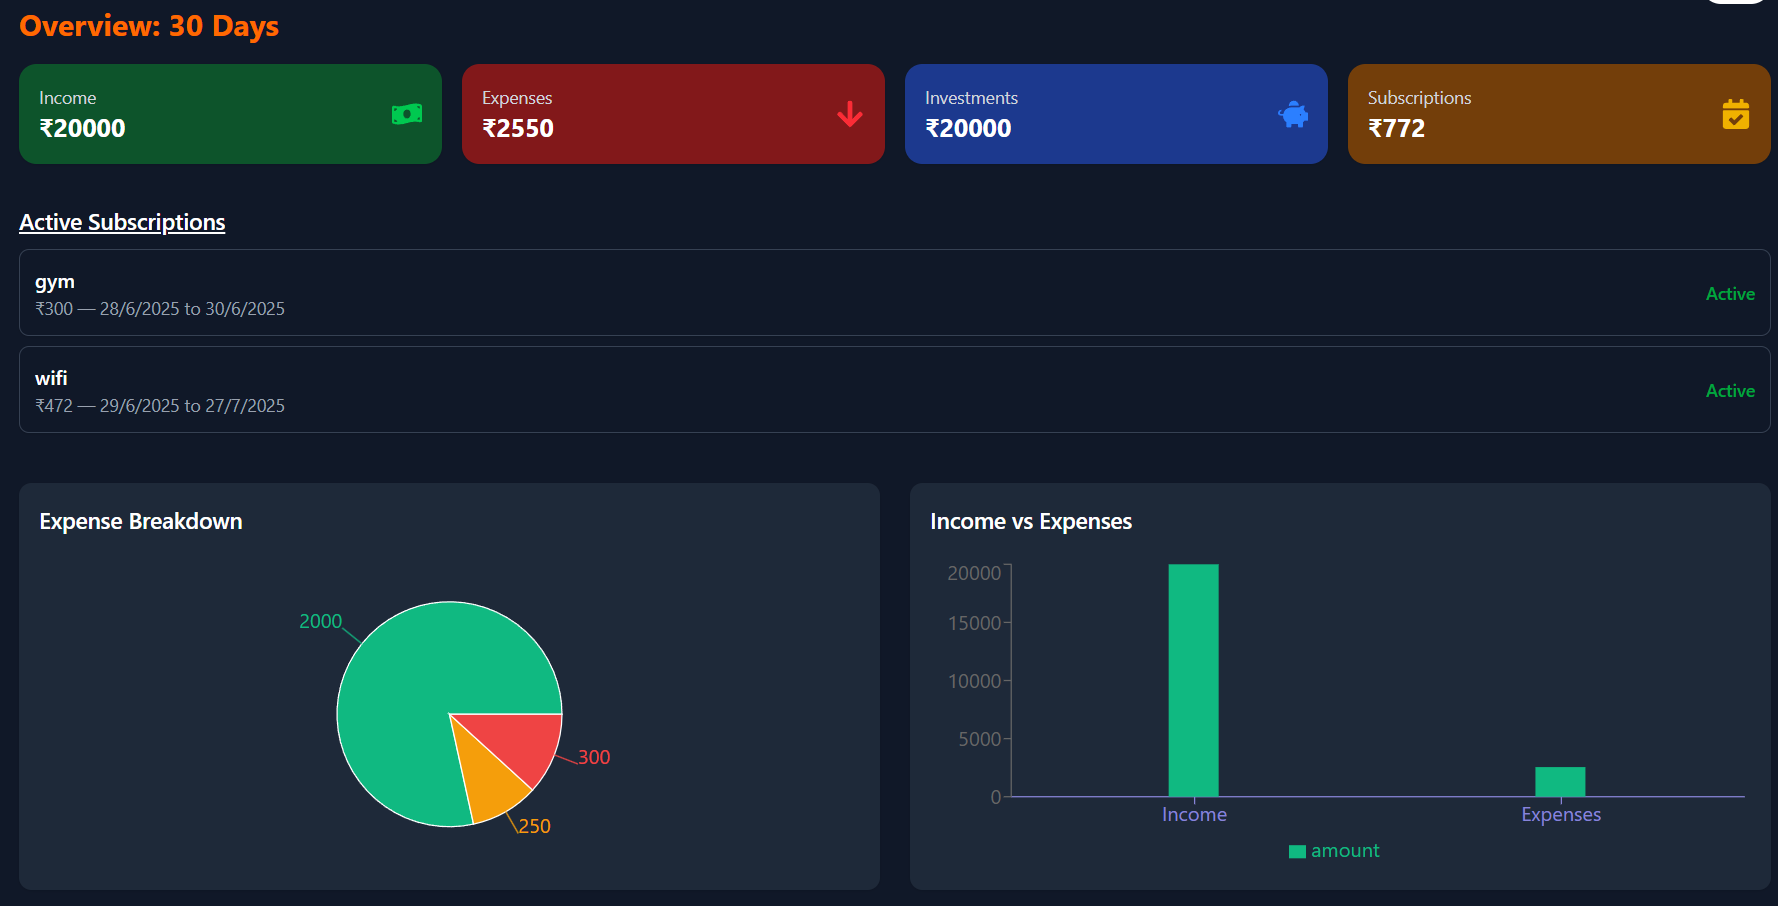 Overview: 30 Days
Income
₹20000
Expenses
₹2550
Investments
₹20000
Subscriptions
₹772
Active Subscriptions
gym
₹300 — 28/6/2025 to 30/6/2025
Active
wifi
₹472 — 29/6/2025 to 27/7/2025
Active
Expense Breakdown
2000
300
250
Income vs Expenses
20000
15000
10000
5000
0
Income
Expenses
amount